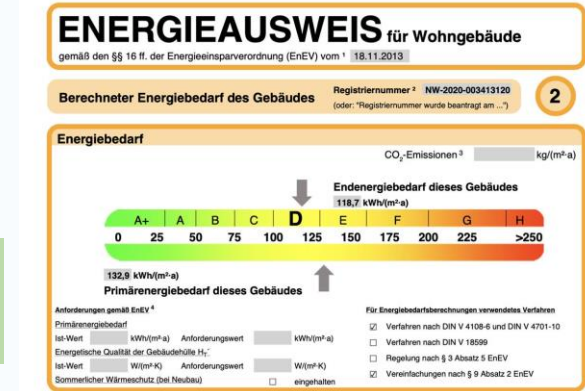 ENERGIEAUSWEIS für Wohngebäude
gemäß den §§ 16 ff. der Energieeinsparverordnung (EnEV) vom ¹ 18.11.2013
Berechneter Energiebedarf des Gebäudes
Registriernummer ² NW-2020-003413120
(oder: "Registriernummer wurde beantragt am ...")
2
Energiebedarf
CO₂-Emissionen ³ kg/(m²·a)
Endenergiebedarf dieses Gebäudes
118,7 kWh/(m²·a)
A+ A B C D E F G H
0 25 50 75 100 125 150 175 200 225 >250
132,9 kWh/(m²·a)
Primärenergiebedarf dieses Gebäudes
Anforderungen gemäß EnEV ⁴
Primärenergiebedarf
Ist-Wert kWh/(m²·a) Anforderungswert kWh/(m²·a)
Energetische Qualität der Gebäudehülle H_T'
Ist-Wert W/(m²·K) Anforderungswert W/(m²·K)
Sommerlicher Wärmeschutz (bei Neubau) ☐ eingehalten
Für Energiebedarfsberechnungen verwendetes Verfahren
☑ Verfahren nach DIN V 4108-6 und DIN V 4701-10
☐ Verfahren nach DIN V 18599
☐ Regelung nach § 3 Absatz 5 EnEV
☑ Vereinfachungen nach § 9 Absatz 2 EnEV